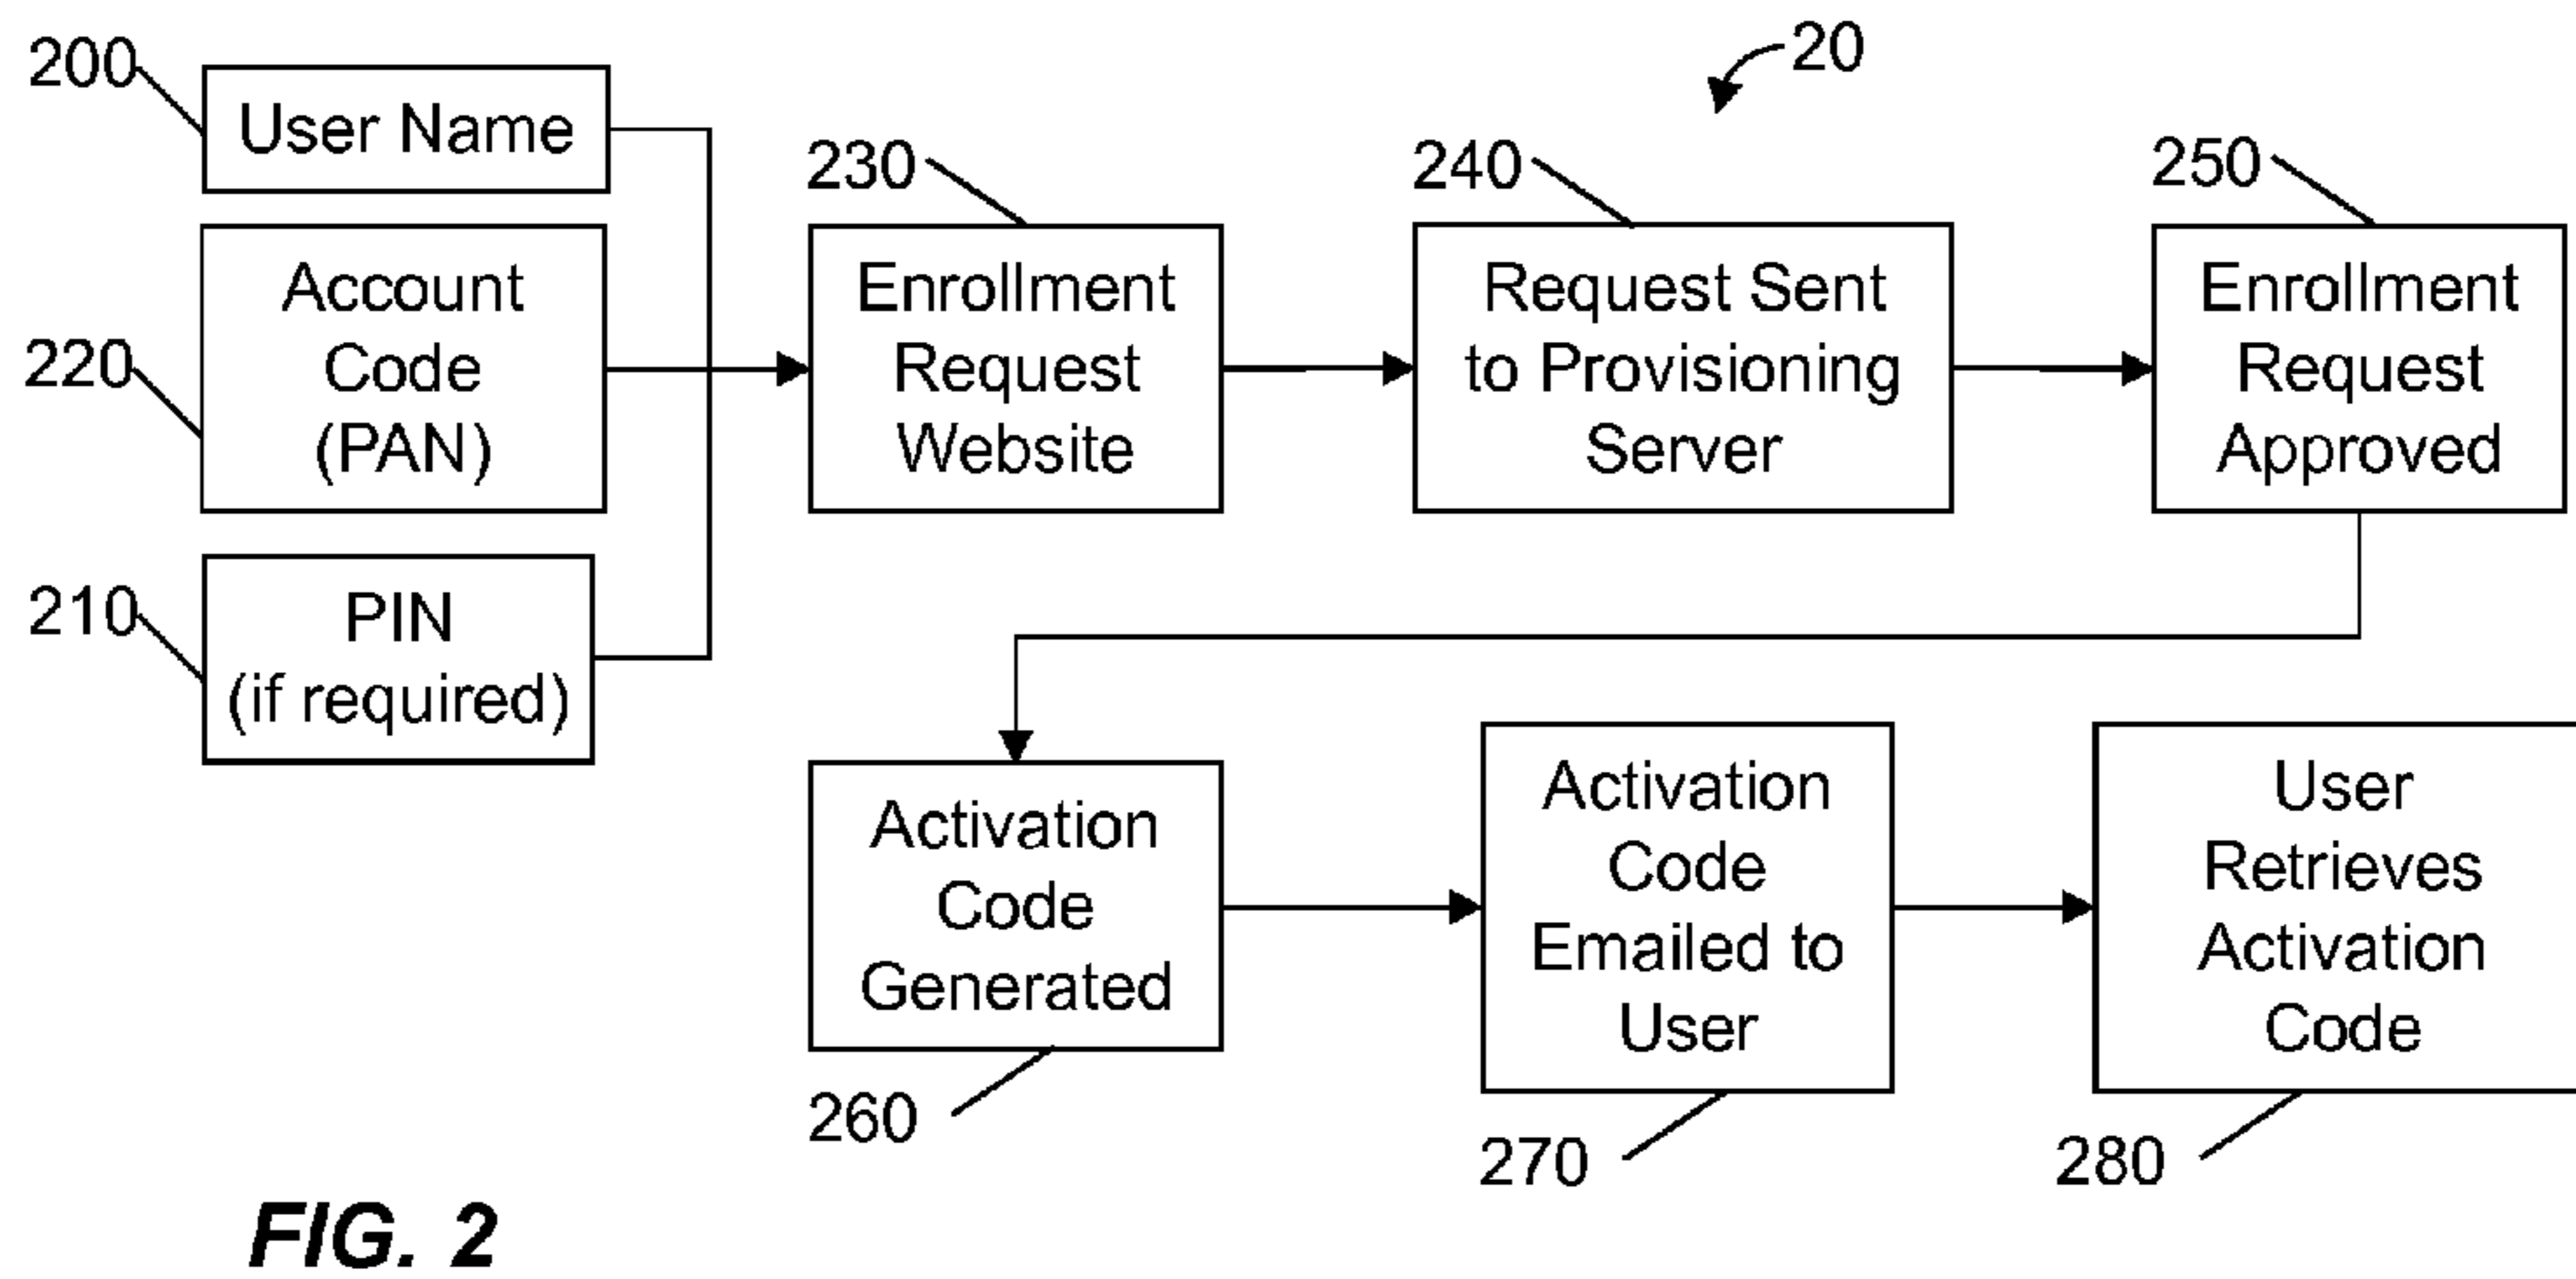 20
200
User Name
230
240
250
220
Account
Code
(PAN)
Enrollment
Request
Website
Request Sent
to Provisioning
Server
Enrollment
Request
Approved
210
PIN
(if required)
Activation
Code
Generated
Activation
Code
Emailed to
User
User
Retrieves
Activation
Code
260
270
280
FIG. 2